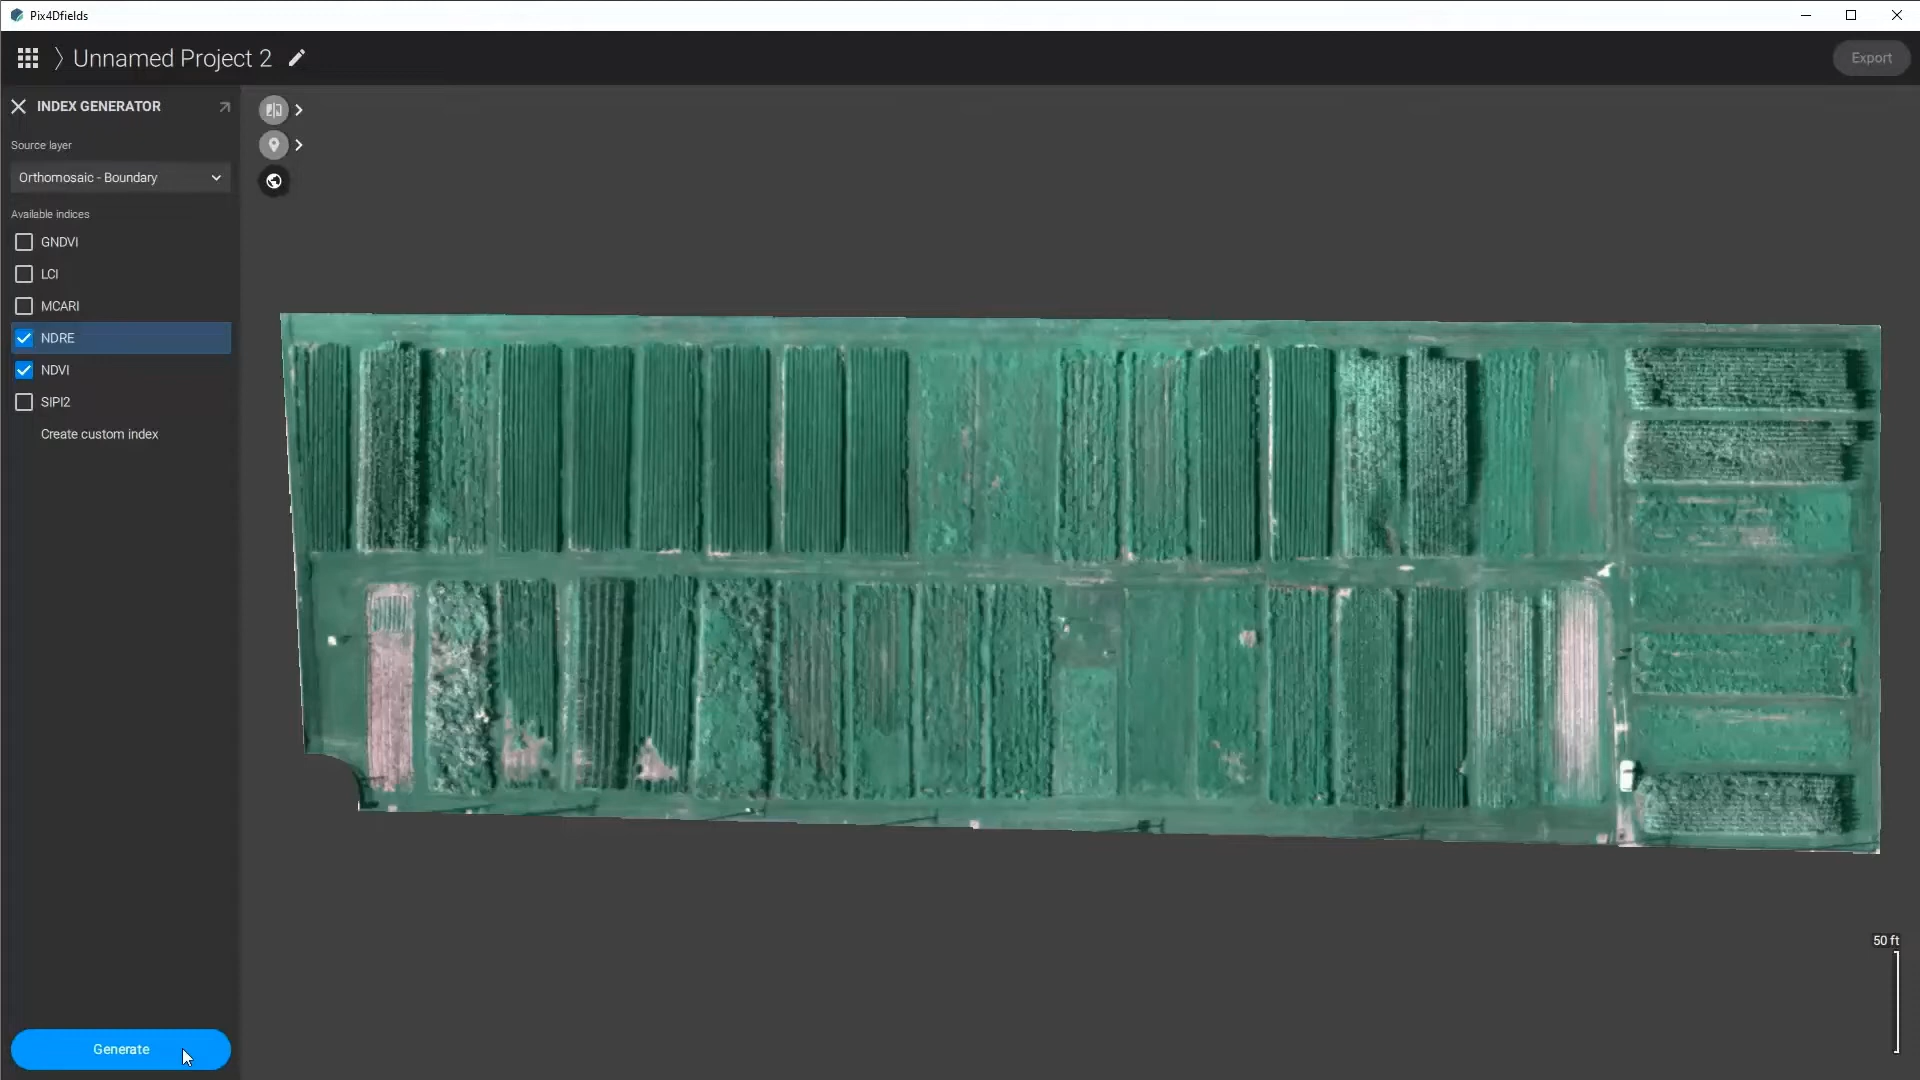 Pix4Dfields
Unnamed Project 2
Export
INDEX GENERATOR
Source layer
Orthomosaic - Boundary
Available indices
GNDVI
LCI
MCARI
NDRE
NDVI
SIPI2
Create custom index
50 ft
Generate